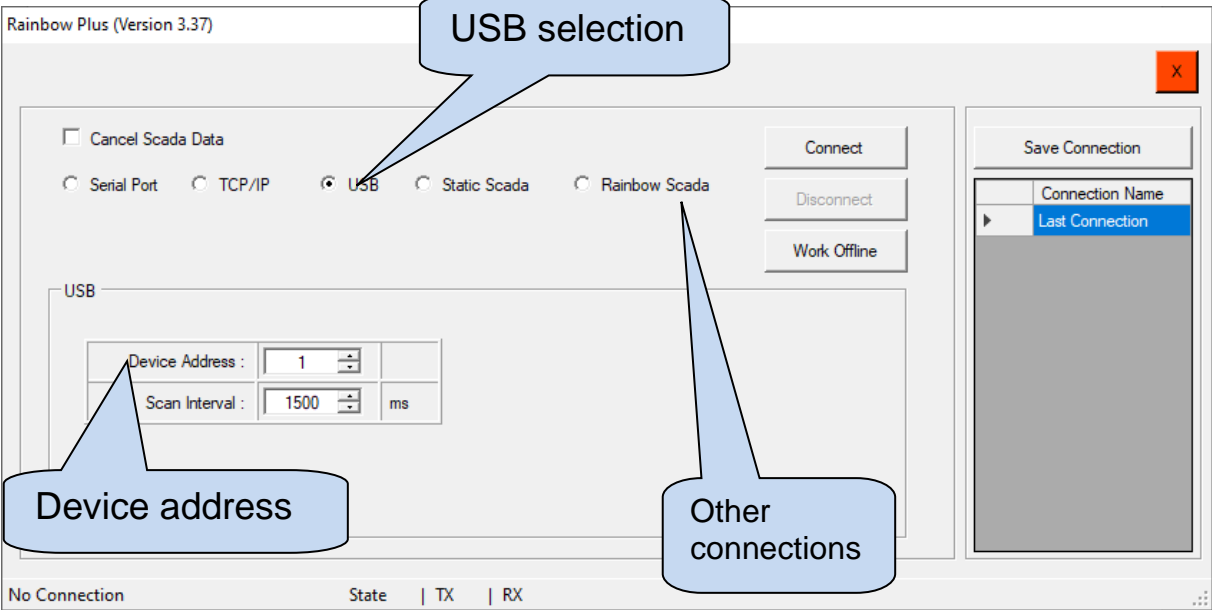 Rainbow Plus (Version 3.37)
USB selection
X
Cancel Scada Data
Connect
Save Connection
Serial Port TCP/IP USB Static Scada Rainbow Scada
Disconnect
Connection Name
Last Connection
Work Offline
USB
Device Address : 1
Scan Interval : 1500 ms
Device address
Other
connections
No Connection State | TX | RX